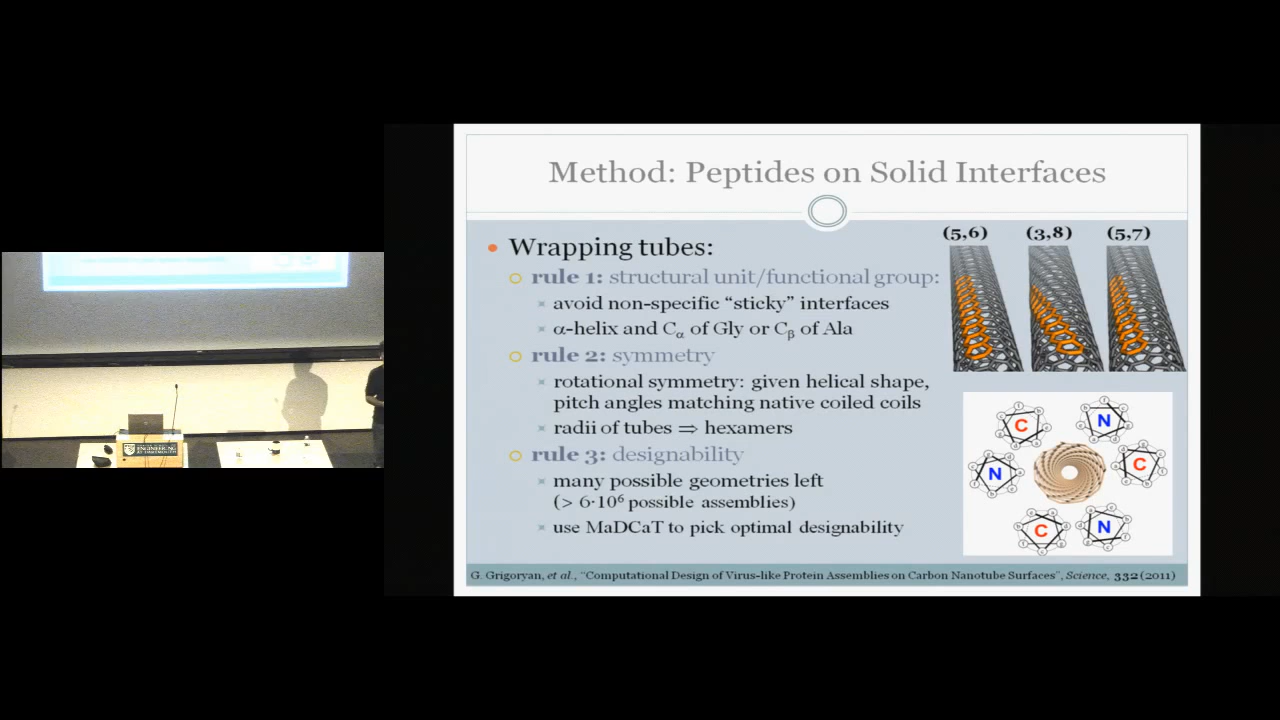 Method: Peptides on Solid Interfaces
• Wrapping tubes:
rule 1: structural unit/functional group:
avoid non-specific “sticky” interfaces
α-helix and Cα of Gly or Cβ of Ala
rule 2: symmetry
rotational symmetry: given helical shape,
pitch angles matching native coiled coils
radii of tubes ⇒ hexamers
rule 3: designability
many possible geometries left
(> 6·10⁶ possible assemblies)
use MaDCaT to pick optimal designability
(5,6) (3,8) (5,7)
C N
N C
C N
G. Grigoryan, et al., “Computational Design of Virus-like Protein Assemblies on Carbon Nanotube Surfaces”, Science, 332 (2011)
ENGINEERING